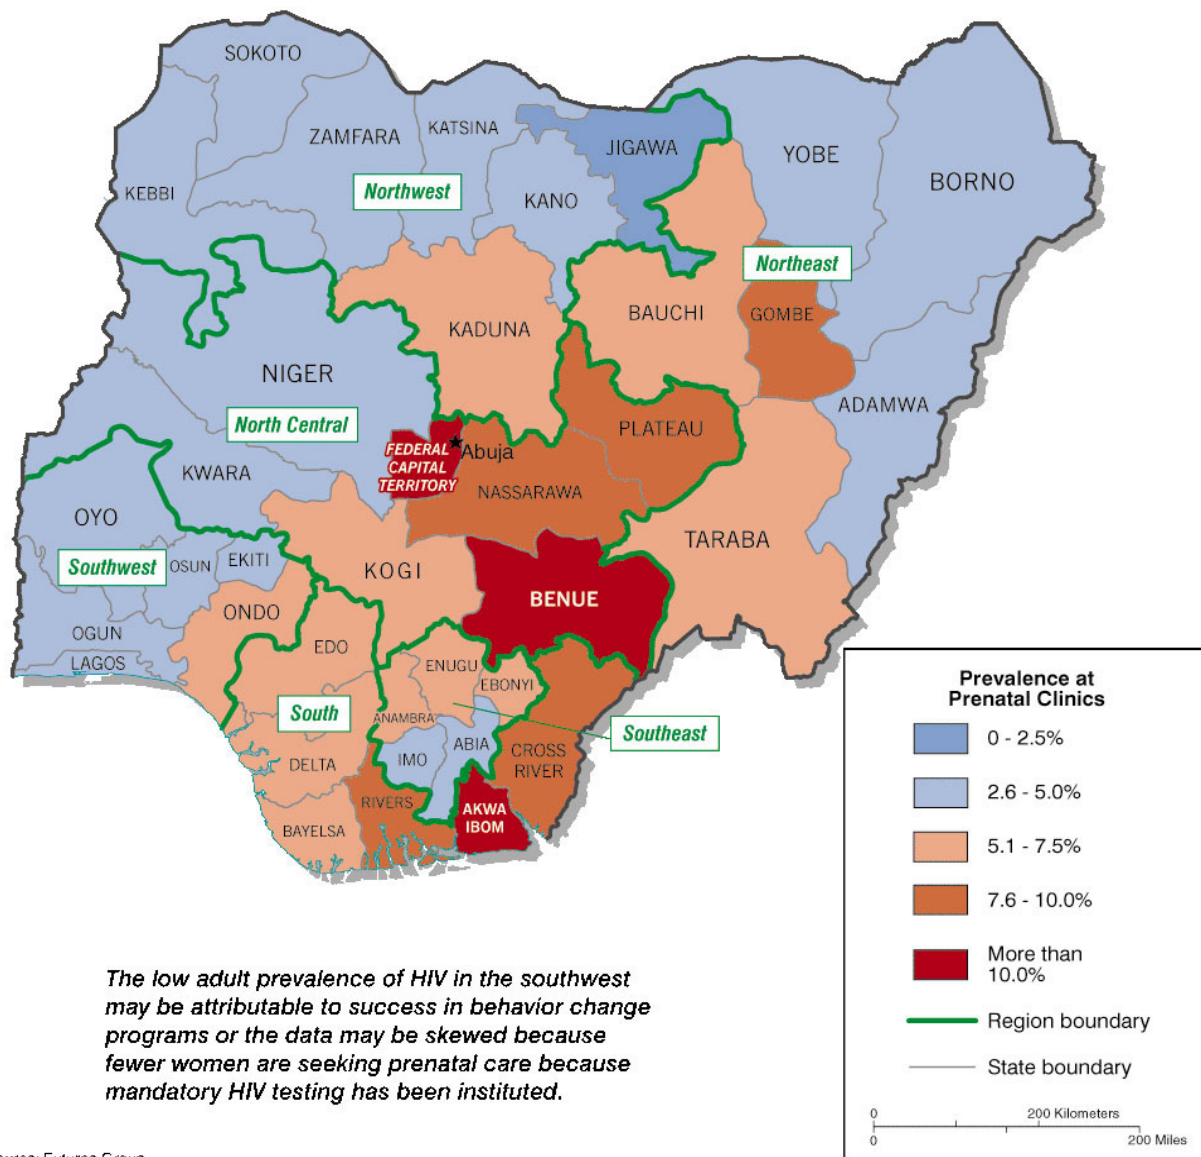 SOKOTO
ZAMFARA
KATSINA
JIGAWA
YOBE
BORNO
KEBBI
Northwest
KANO
Northeast
KADUNA
BAUCHI
GOMBE
NIGER
ADAMWA
North Central
PLATEAU
FEDERAL
CAPITAL
TERRITORY
Abuja
KWARA
NASSARAWA
OYO
TARABA
Southwest
OSUN
EKITI
KOGI
BENUE
ONDO
OGUN
EDO
LAGOS
ENUGU
EBONYI
South
ANAMBRA
Southeast
IMO
ABIA
CROSS
RIVER
DELTA
RIVERS
AKWA
IBOM
BAYELSA
Prevalence at
Prenatal Clinics
0 - 2.5%
2.6 - 5.0%
5.1 - 7.5%
7.6 - 10.0%
More than
10.0%
Region boundary
State boundary
0 200 Kilometers
0 200 Miles
The low adult prevalence of HIV in the southwest
may be attributable to success in behavior change
programs or the data may be skewed because
fewer women are seeking prenatal care because
mandatory HIV testing has been instituted.